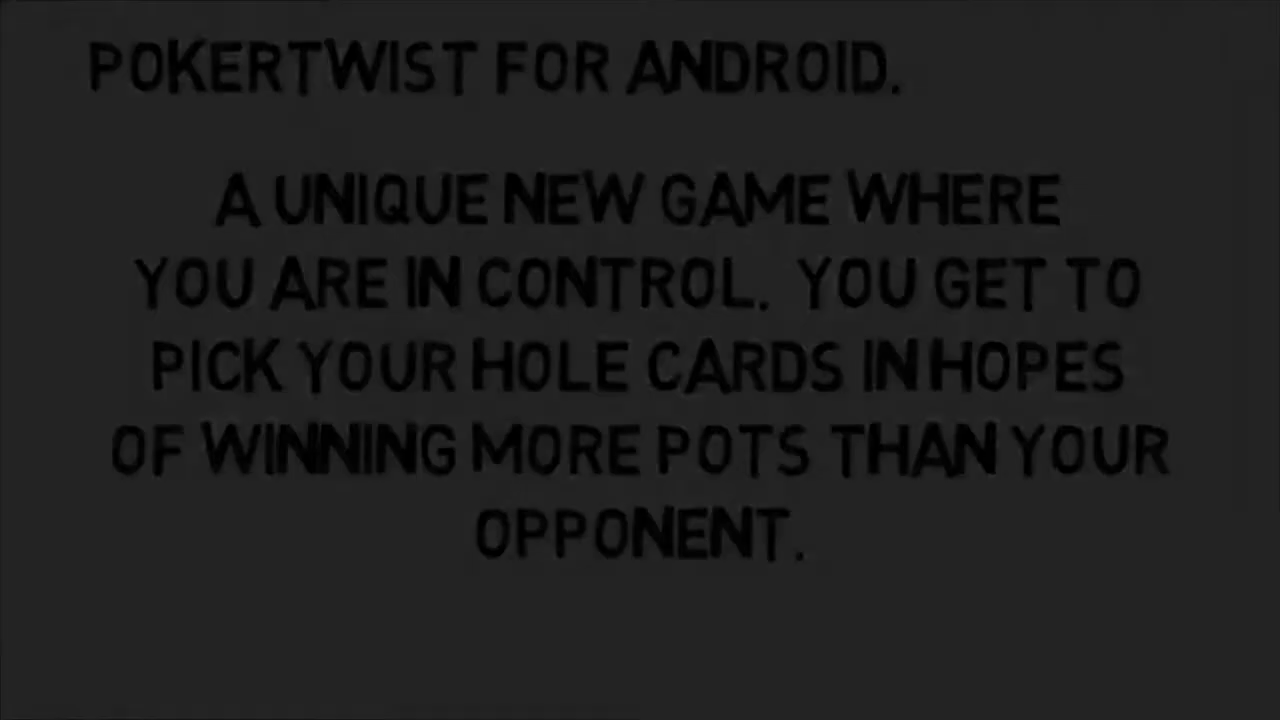 POKERTWIST FOR ANDROID.
A UNIQUE NEW GAME WHERE
YOU ARE IN CONTROL. YOU GET TO
PICK YOUR HOLE CARDS IN HOPES
OF WINNING MORE POTS THAN YOUR
OPPONENT.